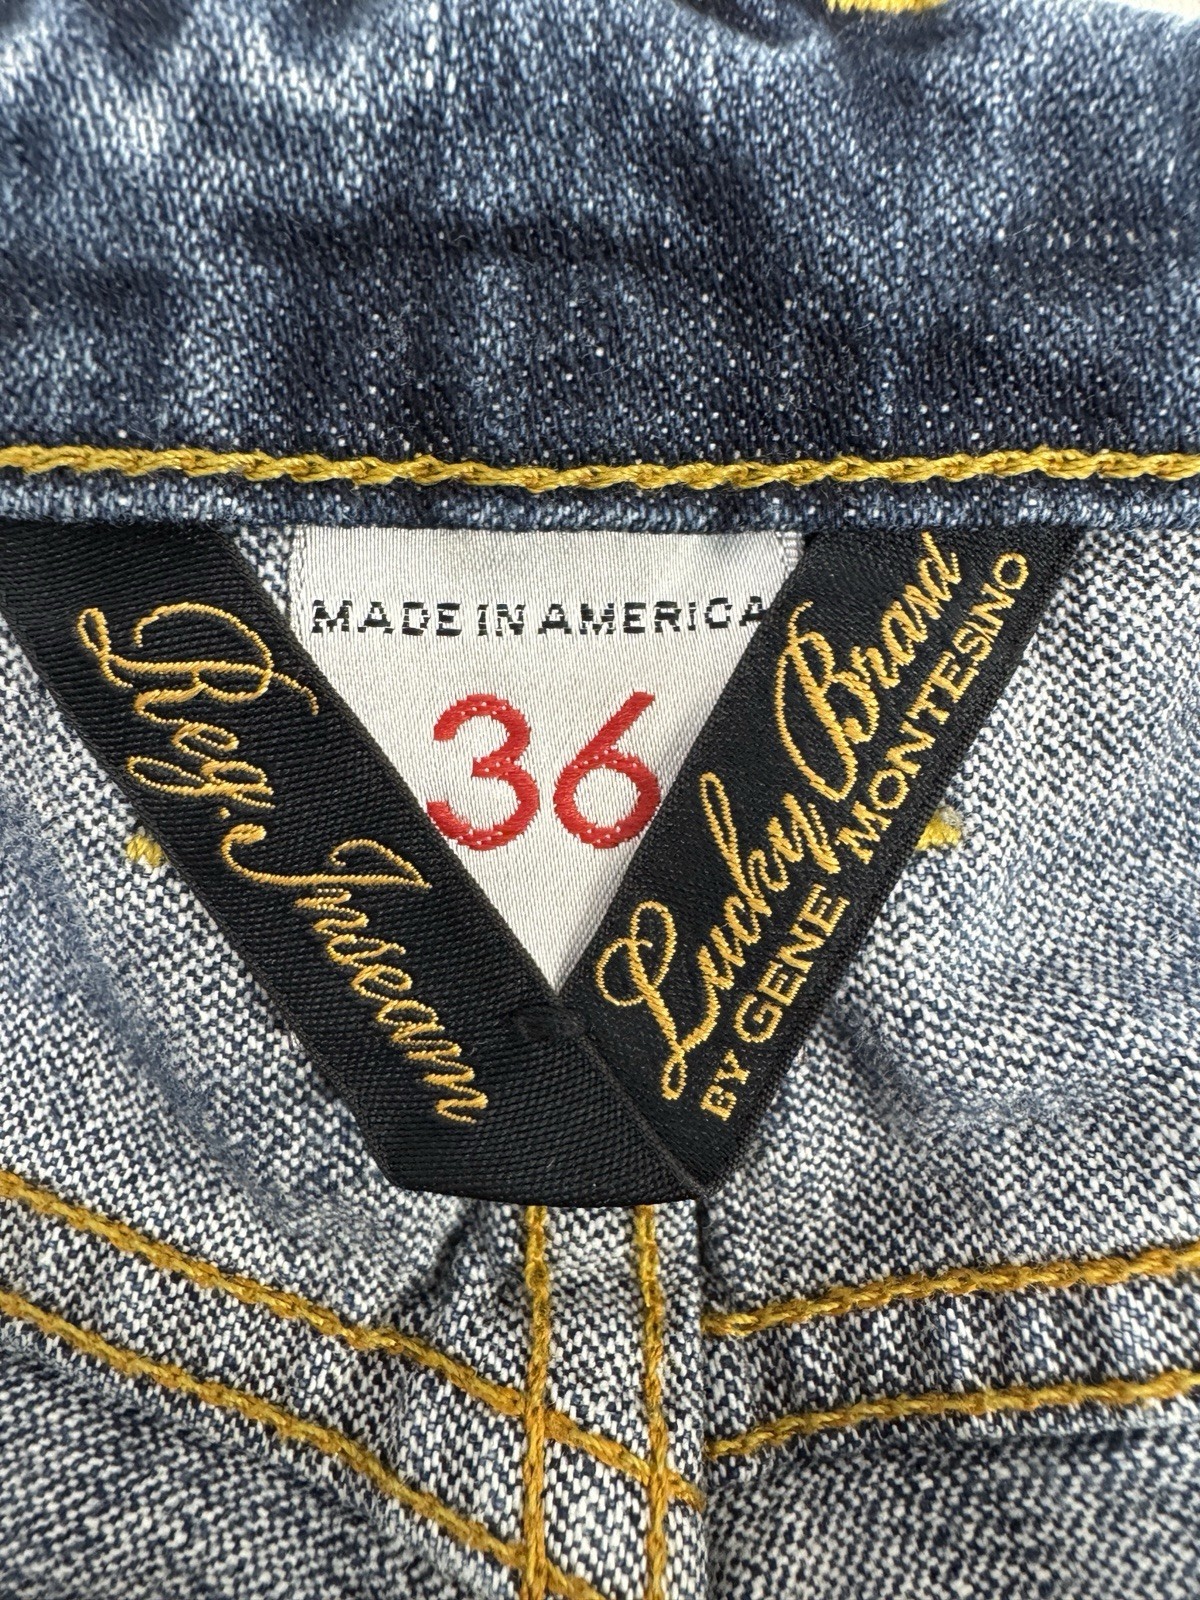 Reg. Inseam
MADE IN AMERICA
36
Lucky Brand
BY GENE MONTESINO